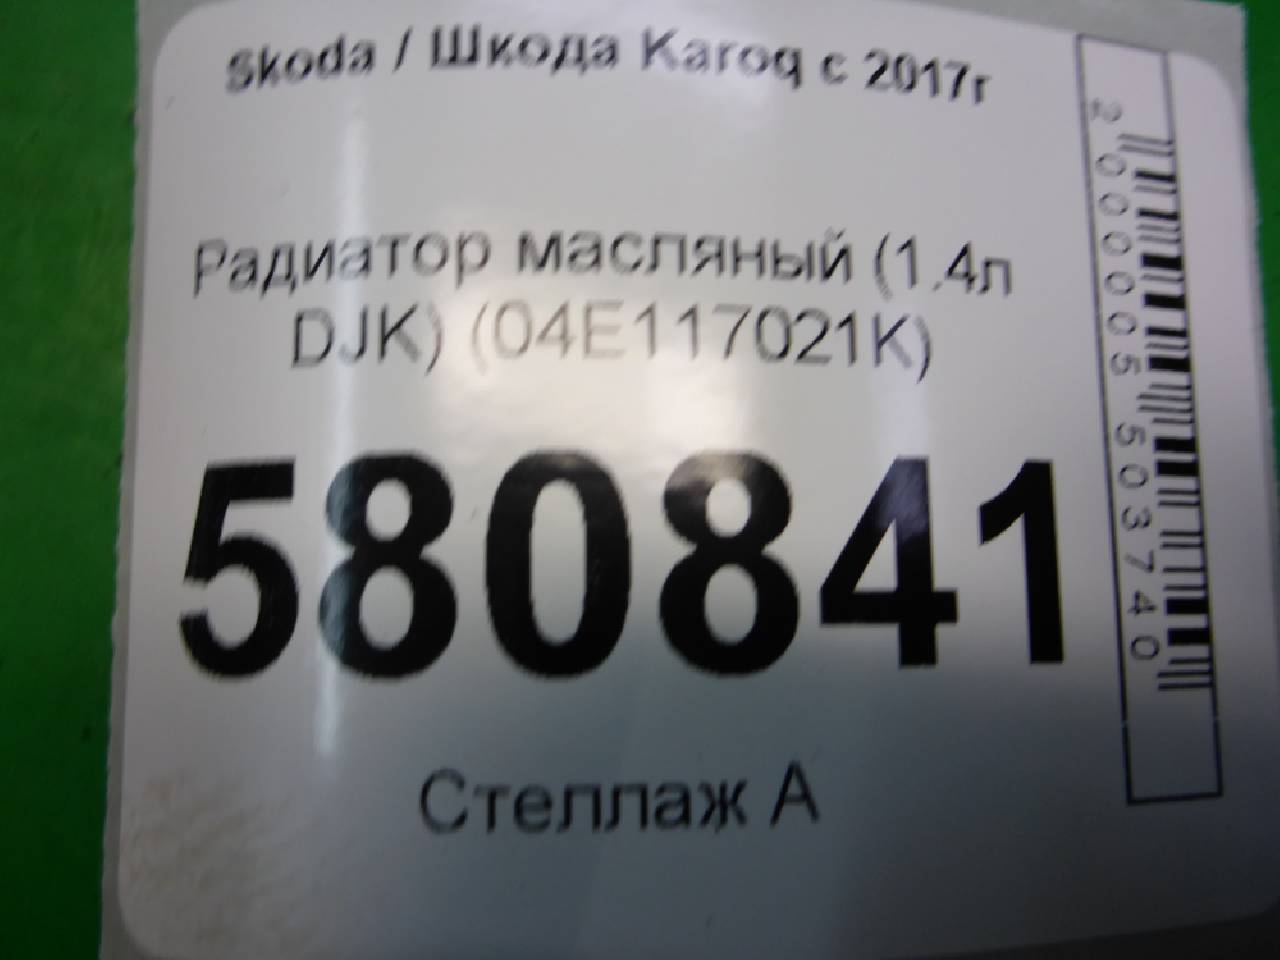 Skoda / Шкода Karoq с 2017г
Радиатор масляный (1.4л
DJK) (04E117021K)
580841
Стеллаж А
2000005503740